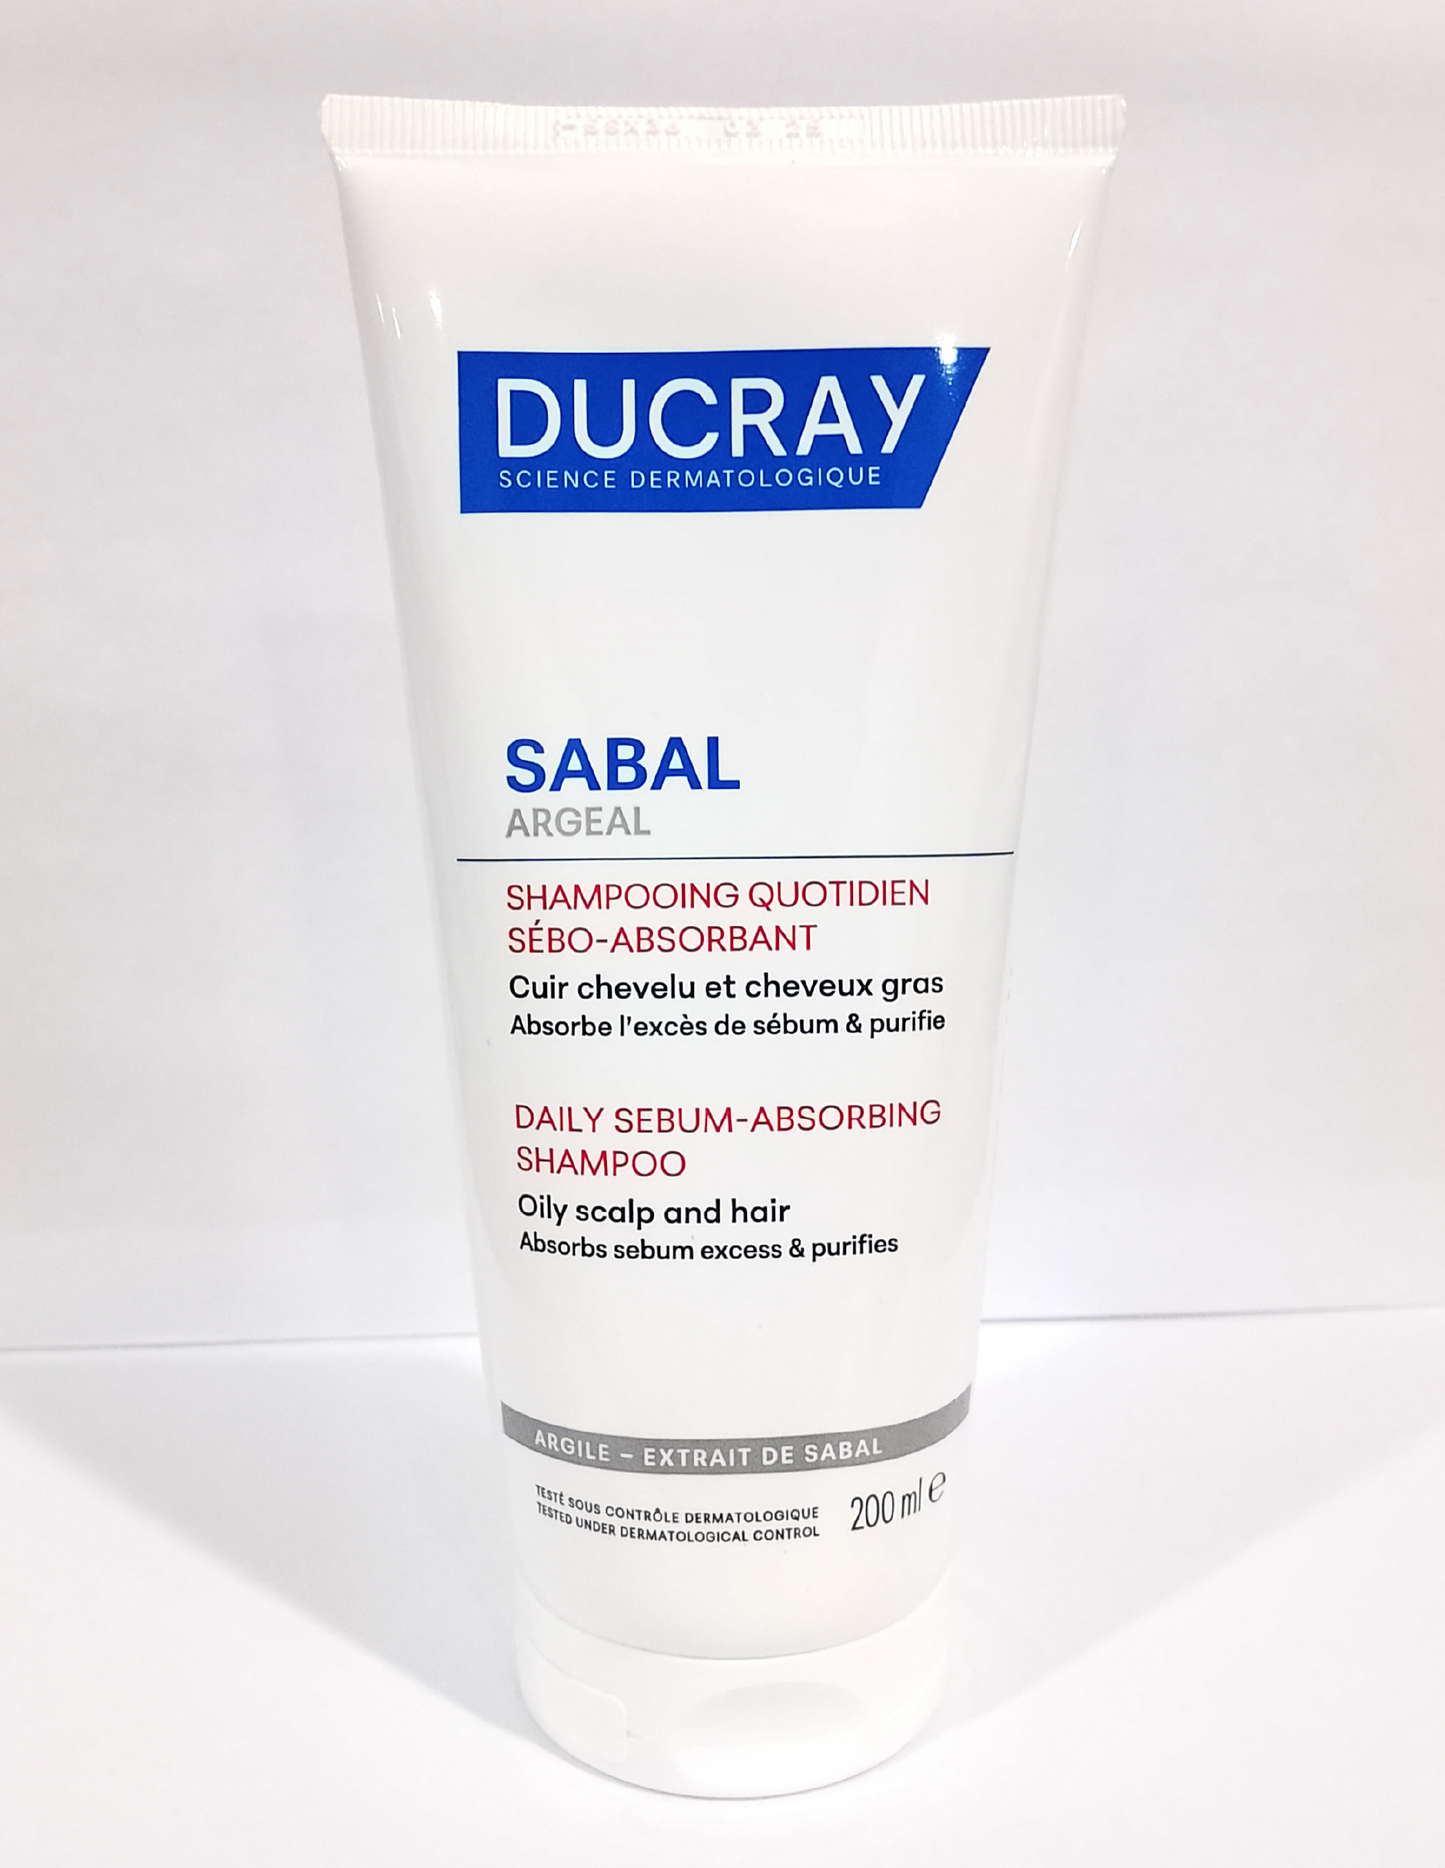 DUCRAY
SCIENCE DERMATOLOGIQUE
SABAL
ARGEAL
SHAMPOOING QUOTIDIEN
SÉBO-ABSORBANT
Cuir chevelu et cheveux gras
Absorbe l'excès de sébum & purifie
DAILY SEBUM-ABSORBING
SHAMPOO
Oily scalp and hair
Absorbs sebum excess & purifies
ARGILE – EXTRAIT DE SABAL
TESTÉ SOUS CONTRÔLE DERMATOLOGIQUE
TESTED UNDER DERMATOLOGICAL CONTROL
200 ml e